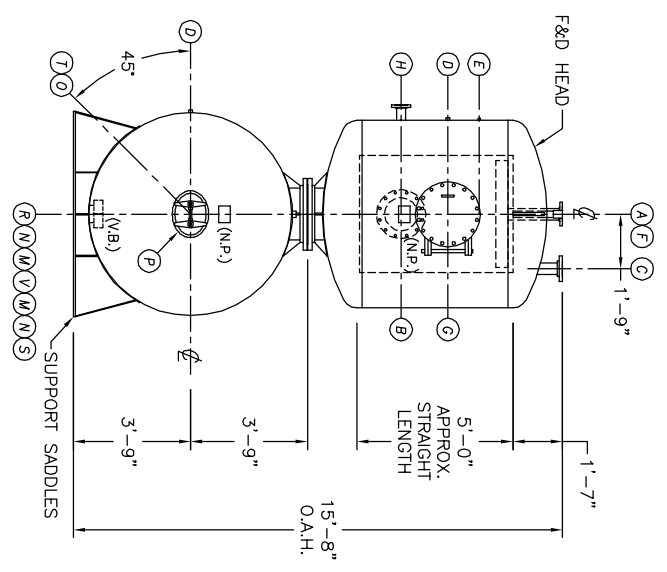 F&D HEAD
E
D
H
D
45°
T
O
A
F
C
1'-9"
(N.P.)
(N.P.)
(V.B.)
P
R
N
M
V
M
N
S
B
G
℄
℄
SUPPORT SADDLES
1'-7"
5'-0"
APPROX.
STRAIGHT
LENGTH
3'-9"
3'-9"
15'-8"
O.A.H.